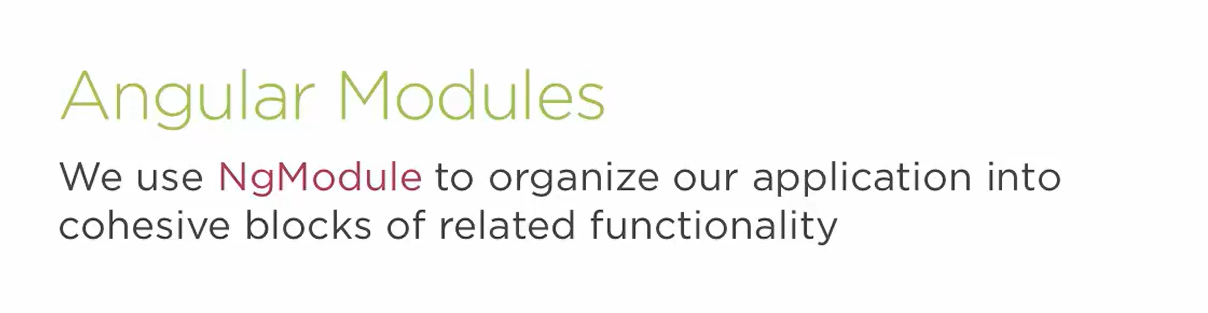 Angular Modules
We use NgModule to organize our application into
cohesive blocks of related functionality